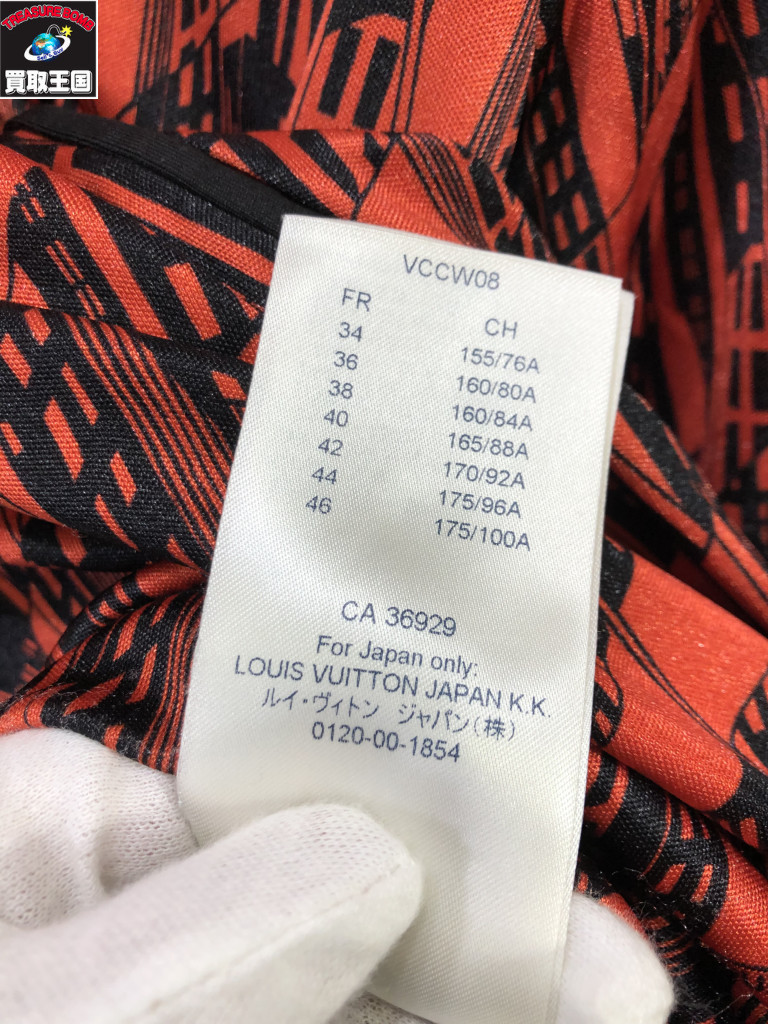 TREASURE BOMB
買取王国
VCCW08
FR CH
34 155/76A
36 160/80A
38 160/84A
40 165/88A
42 170/92A
44 175/96A
46 175/100A
CA 36929
For Japan only:
LOUIS VUITTON JAPAN K.K.
ルイ・ヴィトン ジャパン(株)
0120-00-1854